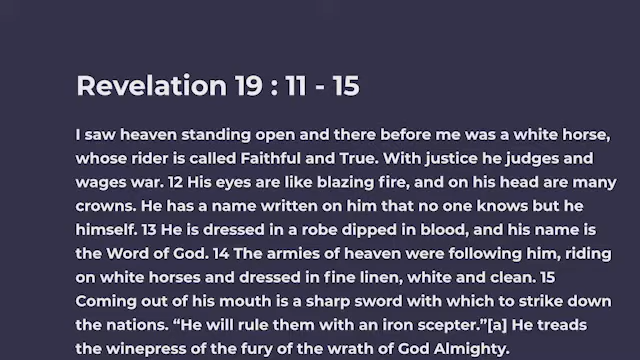 Revelation 19 : 11 - 15
I saw heaven standing open and there before me was a white horse,
whose rider is called Faithful and True. With justice he judges and
wages war. 12 His eyes are like blazing fire, and on his head are many
crowns. He has a name written on him that no one knows but he
himself. 13 He is dressed in a robe dipped in blood, and his name is
the Word of God. 14 The armies of heaven were following him, riding
on white horses and dressed in fine linen, white and clean. 15
Coming out of his mouth is a sharp sword with which to strike down
the nations. “He will rule them with an iron scepter.”[a] He treads
the winepress of the fury of the wrath of God Almighty.